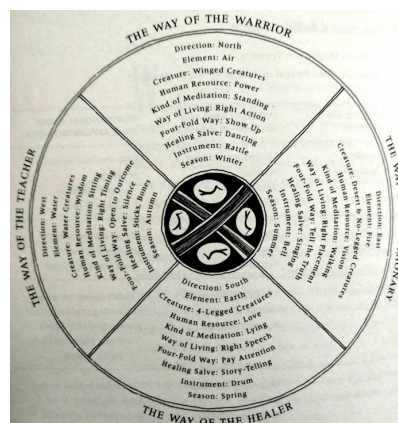 THE WAY OF THE WARRIOR
Direction: North
Element: Air
Creature: Winged Creatures
Human Resource: Power
Kind of Meditation: Standing
Way of Living: Right Action
Four-Fold Way: Show Up
Healing Salve: Dancing
Instrument: Rattle
Season: Winter
THE WAY
IONARY
Direction: East
Element: Fire
Creature: Desert & No-Legged Creatures
Human Resource: Vision
Kind of Meditation: Walking
Way of Living: Right Placement
Four-Fold Way: Tell the Truth
Healing Salve: Singing
Instrument: Bell
Season: Summer
THE WAY OF THE HEALER
Direction: South
Element: Earth
Creature: 4-Legged Creatures
Human Resource: Love
Kind of Meditation: Lying
Way of Living: Right Speech
Four-Fold Way: Pay Attention
Healing Salve: Story-Telling
Instrument: Drum
Season: Spring
THE WAY OF THE TEACHER
Direction: West
Element: Water
Creature: Water Creatures
Human Resource: Wisdom
Kind of Meditation: Sitting
Way of Living: Right Timing
Four-Fold Way: Open to Outcome
Healing Salve: Silence
Instrument: Sticks, Bones
Season: Autumn